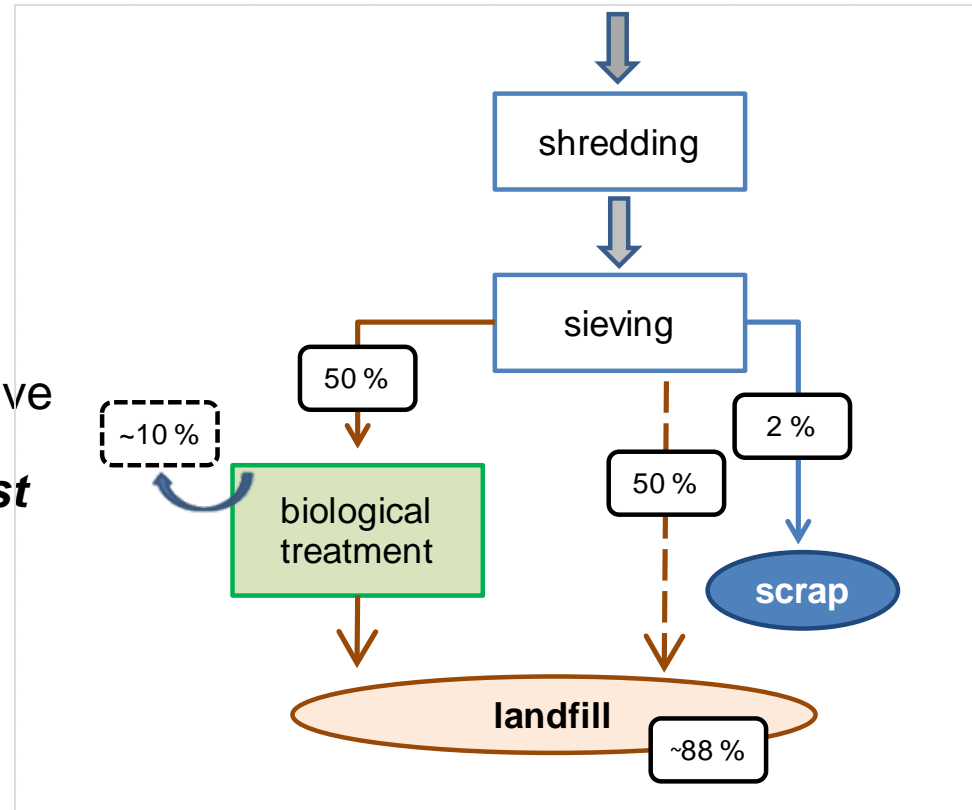 shredding
sieving
50 %
2 %
ve
~10 %
50 %
st
biological
treatment
scrap
landfill
~88 %